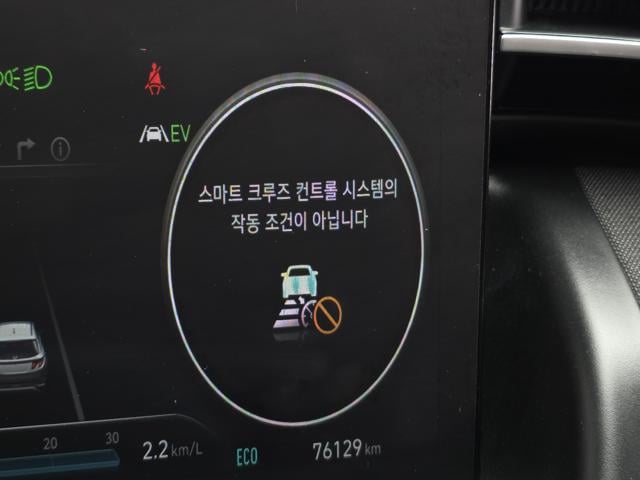 EV
스마트 크루즈 컨트롤 시스템의
작동 조건이 아닙니다
20 30
2.2 km/L
ECO
76129 km